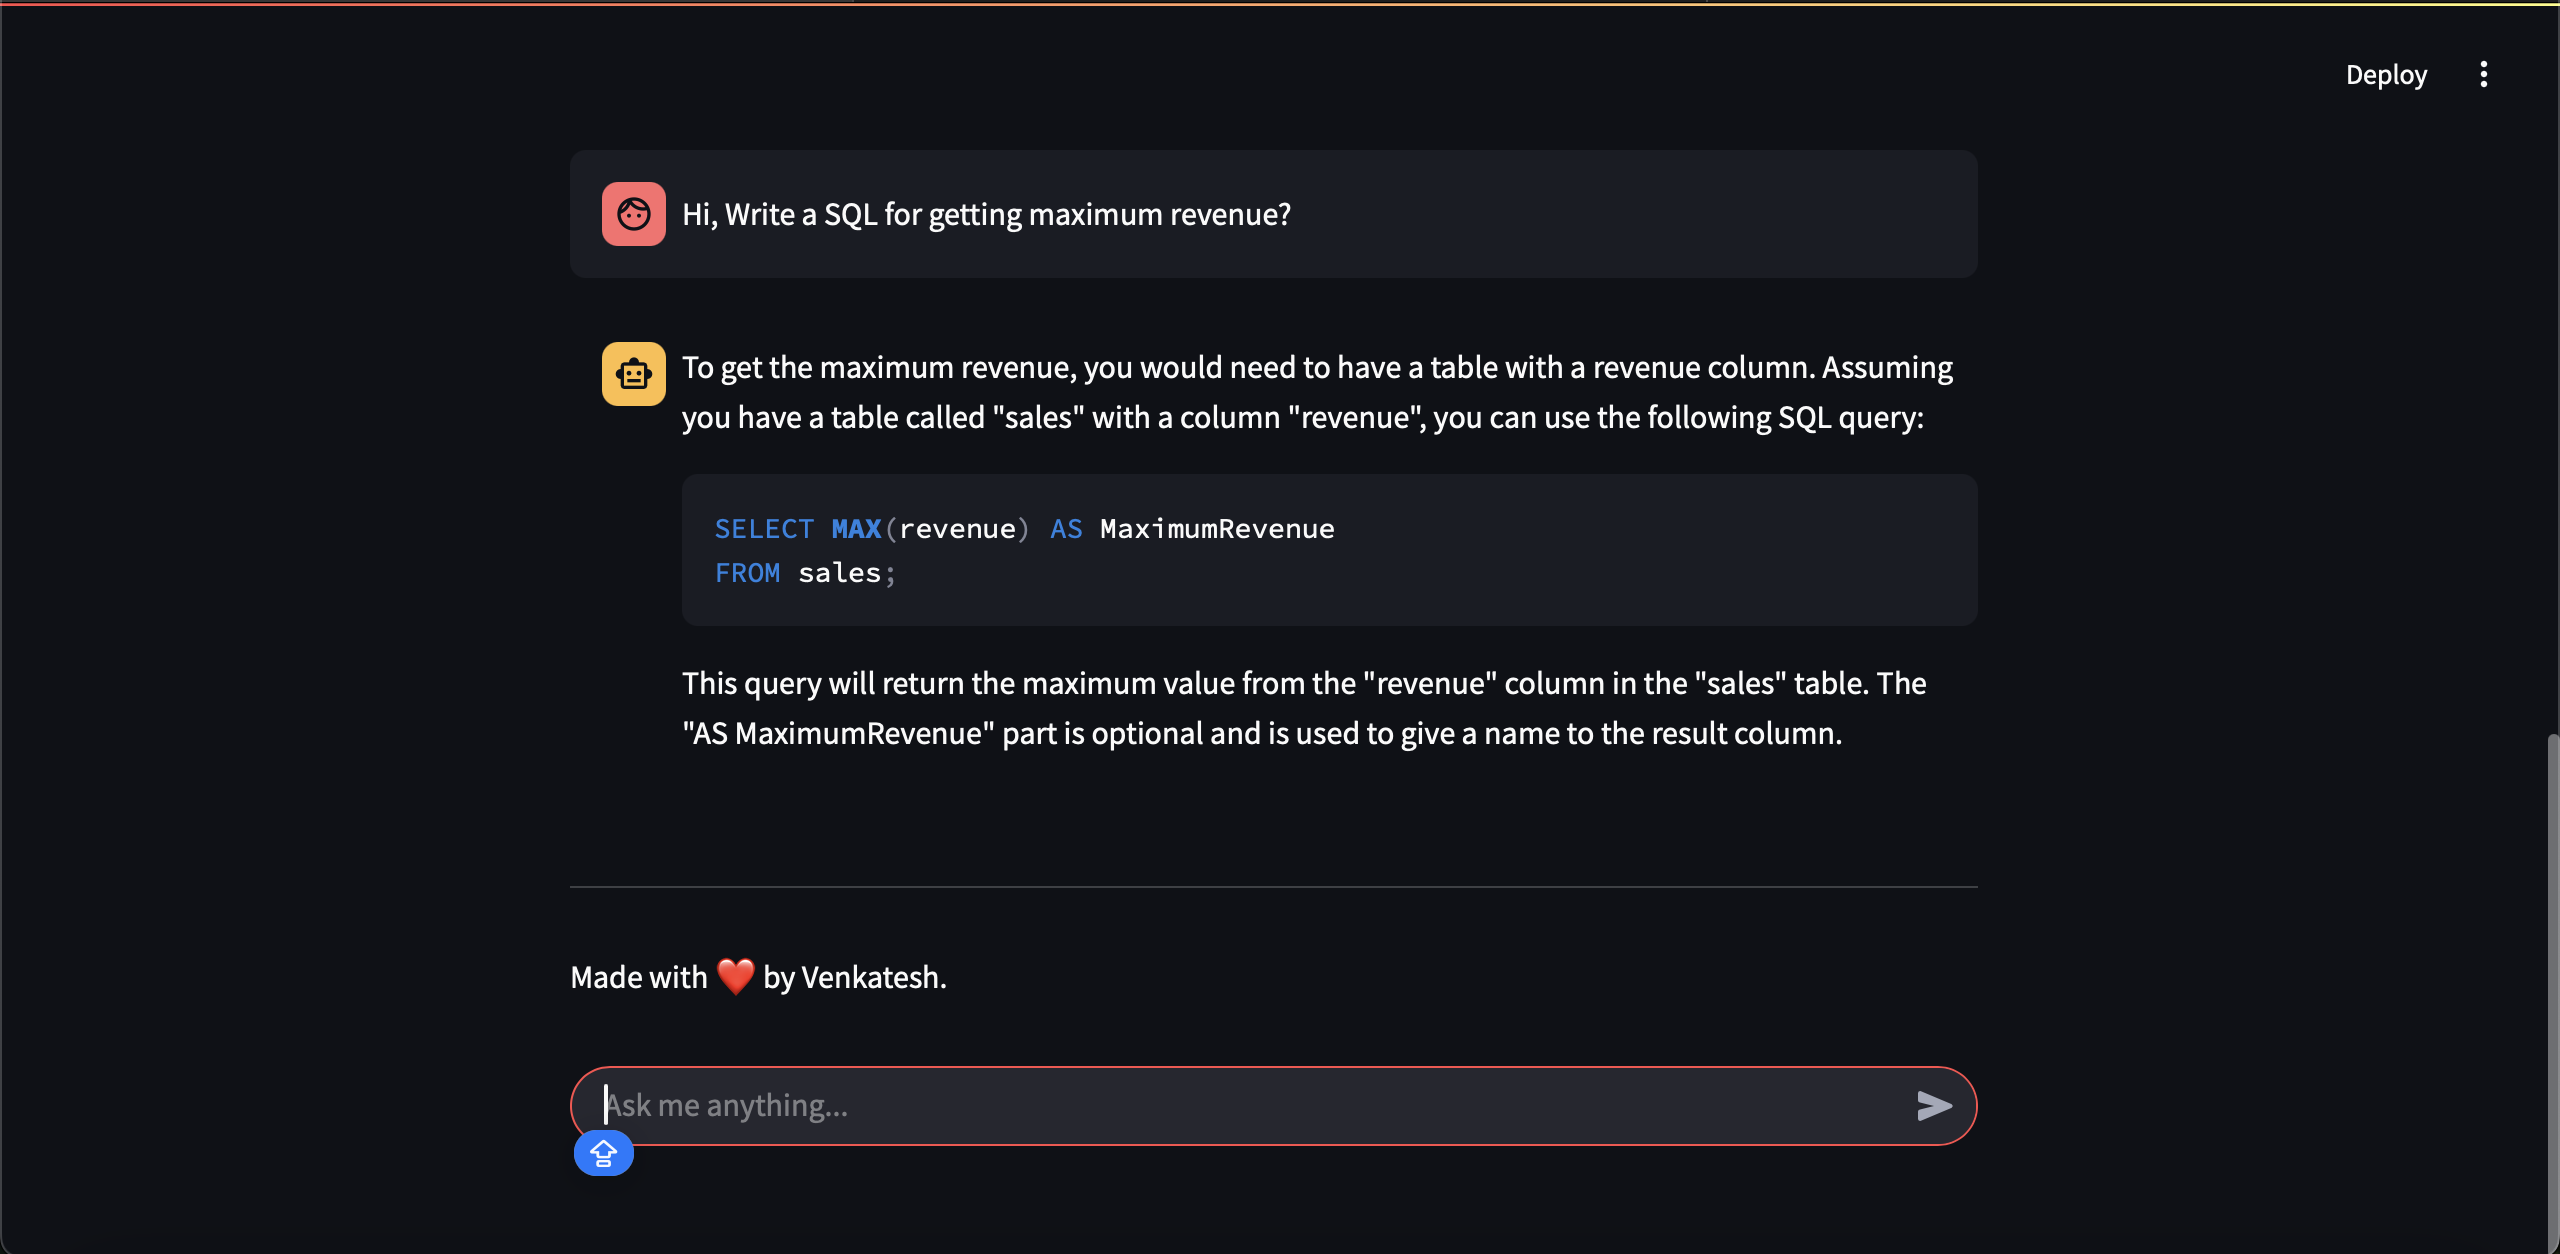 Deploy
Hi, Write a SQL for getting maximum revenue?
To get the maximum revenue, you would need to have a table with a revenue column. Assuming
you have a table called "sales" with a column "revenue", you can use the following SQL query:
SELECT MAX(revenue) AS MaximumRevenue
FROM sales;
This query will return the maximum value from the "revenue" column in the "sales" table. The
"AS MaximumRevenue" part is optional and is used to give a name to the result column.
Made with ❤️ by Venkatesh.
Ask me anything...